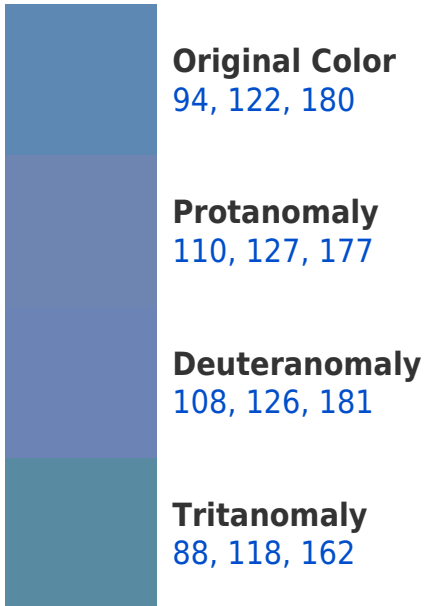 Original Color
94, 122, 180
Protanomaly
110, 127, 177
Deuteranomaly
108, 126, 181
Tritanomaly
88, 118, 162